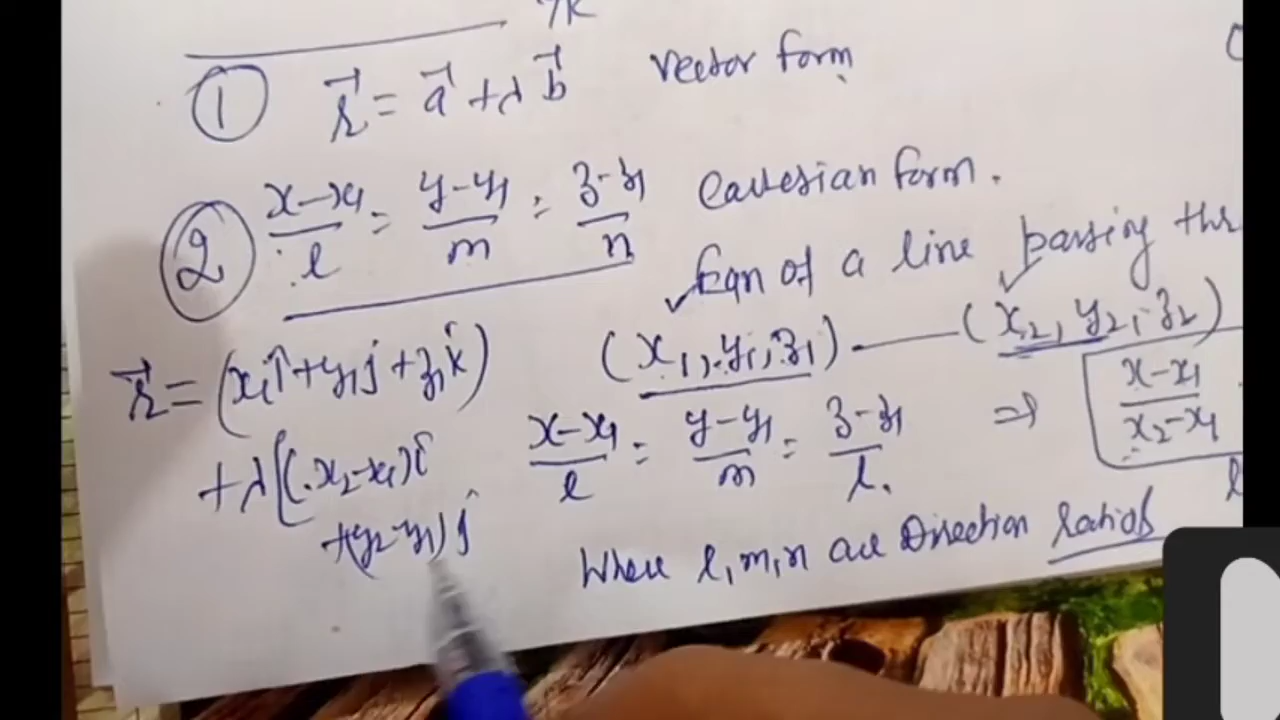 ① r⃗ = a⃗ + λ b⃗ vector form
② x-x₁/l = y-y₁/m = z-z₁/n Cartesian form.
Eqn of a line passing thr
(x₁, y₁, z₁) — (x₂, y₂, z₂)
r⃗ = (x₁î + y₁ĵ + z₁k̂)
+ λ[(x₂-x₁)î
+(y₂-y₁)ĵ
x-x₁/l = y-y₁/m = z-z₁/l. ⇒ x-x₁/x₂-x₁
l
Where l, m, n are Direction ratios